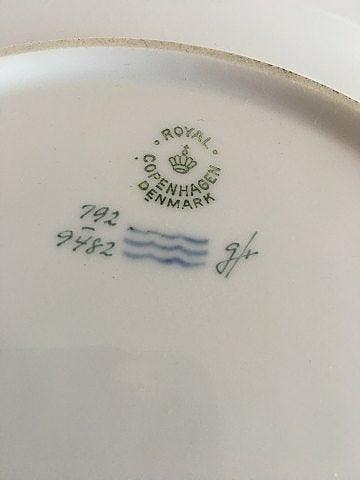 ROYAL
COPENHAGEN
DENMARK
792
9482